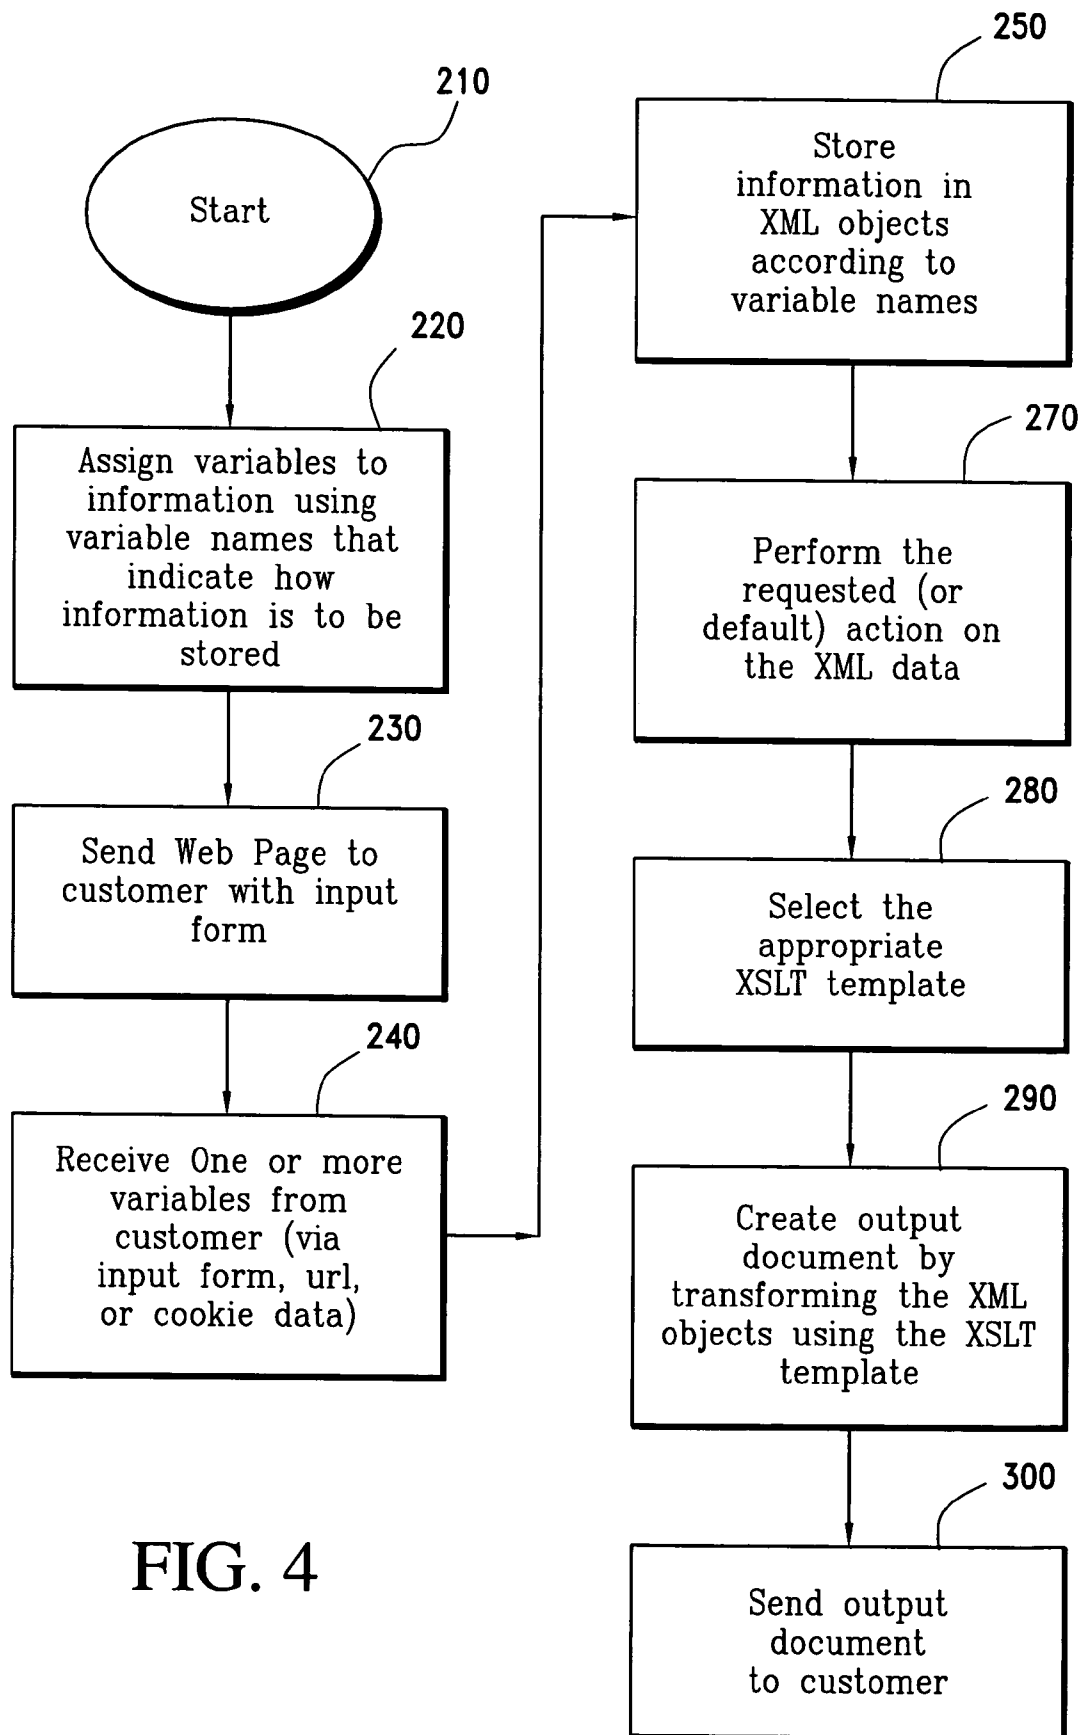 210
Start
220
Assign variables to
information using
variable names that
indicate how
information is to be
stored
230
Send Web Page to
customer with input
form
240
Receive One or more
variables from
customer (via
input form, url,
or cookie data)
250
Store
information in
XML objects
according to
variable names
270
Perform the
requested (or
default) action on
the XML data
280
Select the
appropriate
XSLT template
290
Create output
document by
transforming the XML
objects using the XSLT
template
300
Send output
document
to customer
FIG. 4